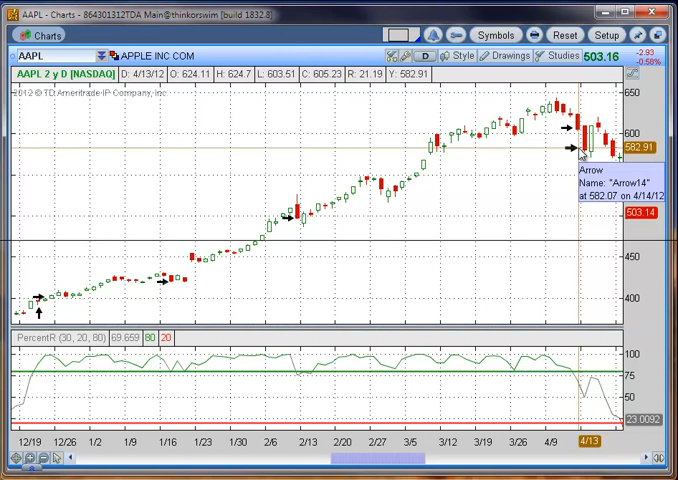 AAPL - Charts - 864301312TDA Main@thinkorswim [build 1832.8]
Charts
Symbols
Reset
Setup
AAPL
APPLE INC COM
D
Style
Drawings
Studies
503.16
-2.93
-0.58%
AAPL 2 y D [NASDAQ]
D: 4/13/12
O: 624.11
H: 624.7
L: 603.51
C: 605.23
R: 21.19
Y: 582.91
2012 © TD Ameritrade IP Company, Inc.
650
600
582.91
Arrow
Name: "Arrow14"
at 582.07 on 4/14/12
503.14
450
400
PercentR (30, 20, 80)
69.659
80
20
100
75
50
23.0092
12/19
12/26
1/2
1/9
1/16
1/23
1/30
2/6
2/13
2/20
2/27
3/5
3/12
3/19
3/26
4/9
4/13